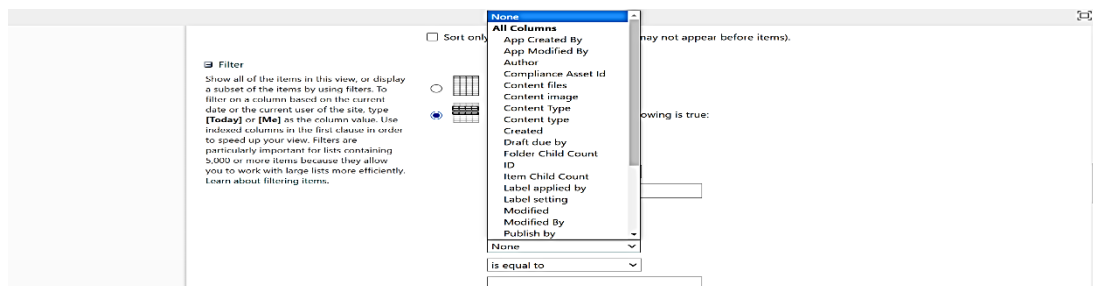 None
All Columns
App Created By
App Modified By
Author
Compliance Asset Id
Content files
Content image
Content Type
Content type
Created
Draft due by
Folder Child Count
ID
Item Child Count
Label applied by
Label setting
Modified
Modified By
Publish by
None
is equal to
Sort only
may not appear before items).
Filter
Show all of the items in this view, or display
a subset of the items by using filters. To
filter on a column based on the current
date or the current user of the site, type
[Today] or [Me] as the column value. Use
indexed columns in the first clause in order
to speed up your view. Filters are
particularly important for lists containing
5,000 or more items because they allow
you to work with large lists more efficiently.
Learn about filtering items.
owing is true: